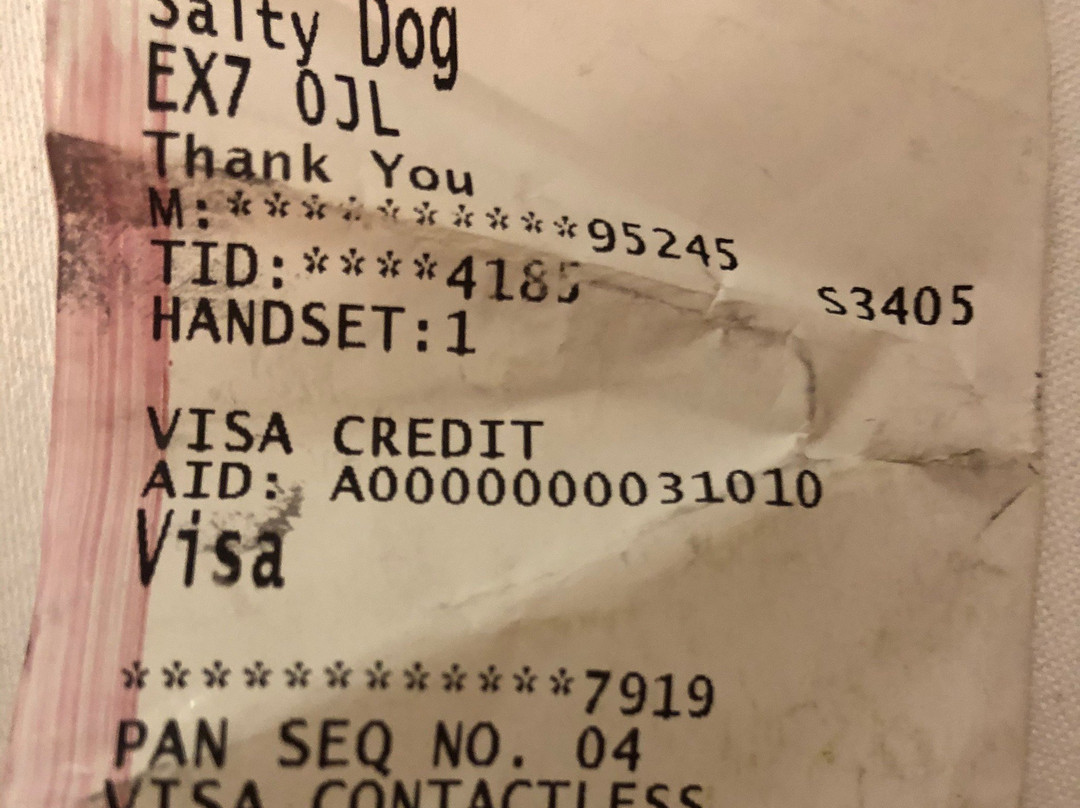 Salty Dog
EX7 0JL
Thank You
M:**********95245
TID:****4185
S3405
HANDSET:1
VISA CREDIT
AID: A0000000031010
Visa
************7919
PAN SEQ NO. 04
VISA CONTACTLESS